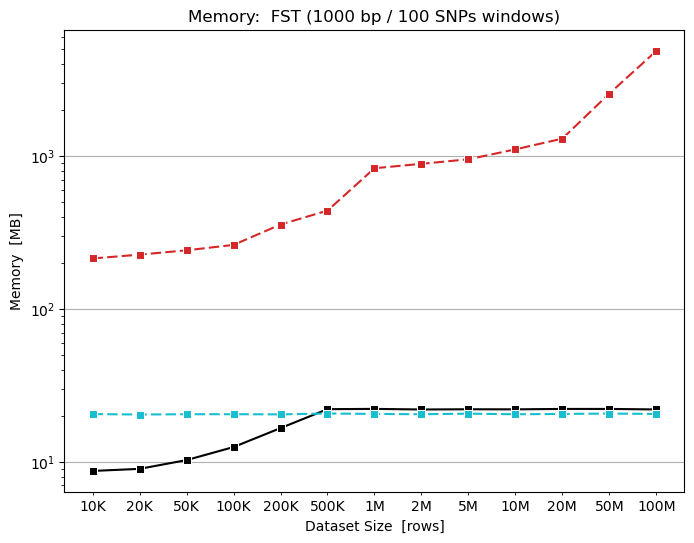 Memory:  FST (1000 bp / 100 SNPs windows)
Memory  [MB]
10³
10²
10¹
10K 20K 50K 100K 200K 500K 1M 2M 5M 10M 20M 50M 100M
Dataset Size  [rows]